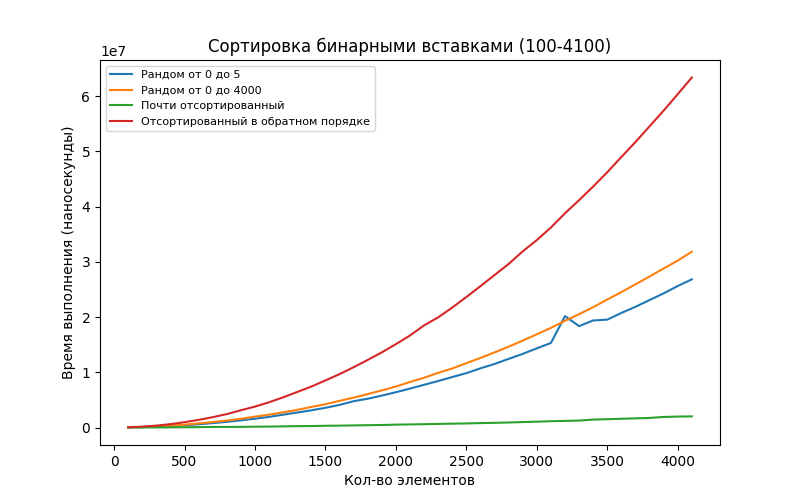 Сортировка бинарными вставками (100-4100)
1e7
Рандом от 0 до 5
Рандом от 0 до 4000
Почти отсортированный
Отсортированный в обратном порядке
Время выполнения (наносекунды)
6
5
4
3
2
1
0
0 500 1000 1500 2000 2500 3000 3500 4000
Кол-во элементов